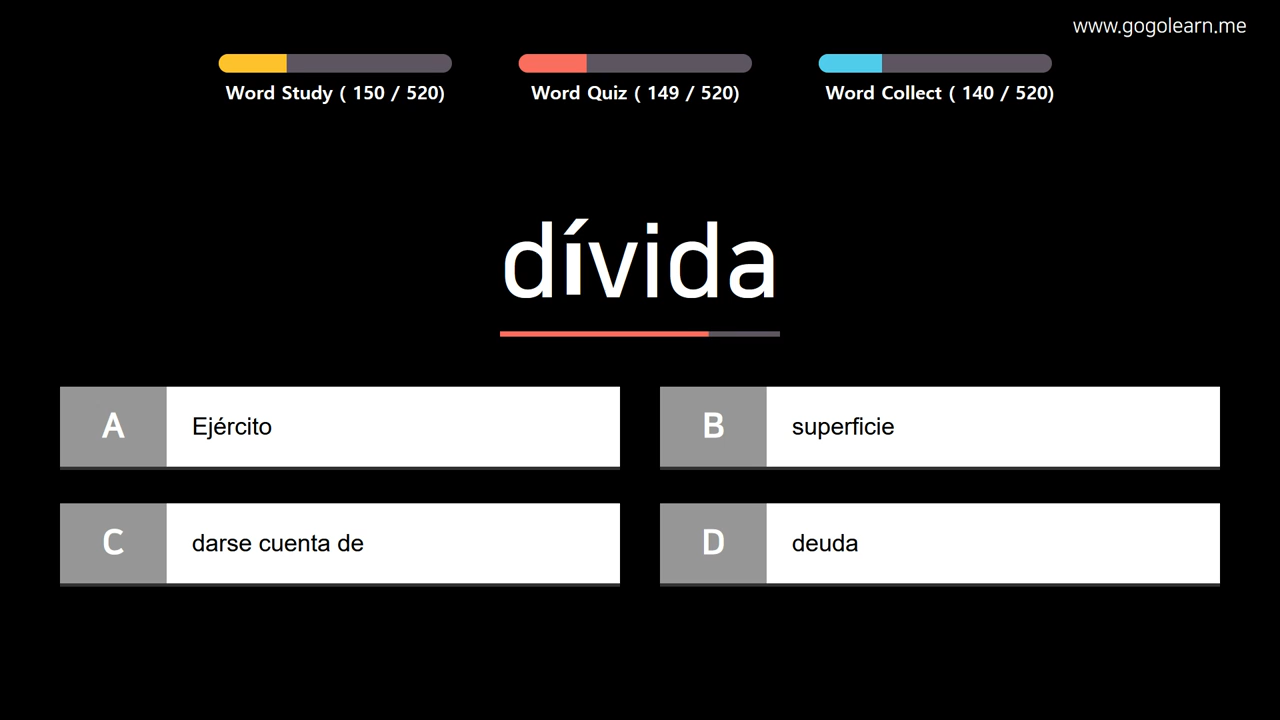 www.gogolearn.me
Word Study ( 150 / 520)
Word Quiz ( 149 / 520)
Word Collect ( 140 / 520)
dívida
A
Ejército
B
superficie
C
darse cuenta de
D
deuda